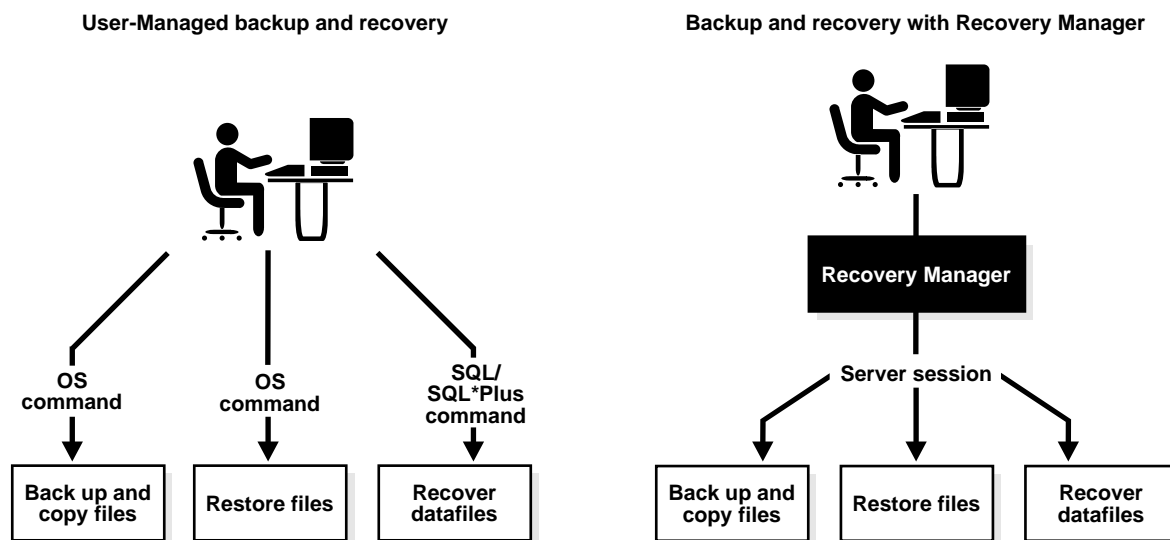 User-Managed backup and recovery
OS
command
OS
command
SQL/
SQL*Plus
command
Back up and
copy files
Restore files
Recover
datafiles
Backup and recovery with Recovery Manager
Recovery Manager
Server session
Back up and
copy files
Restore files
Recover
datafiles